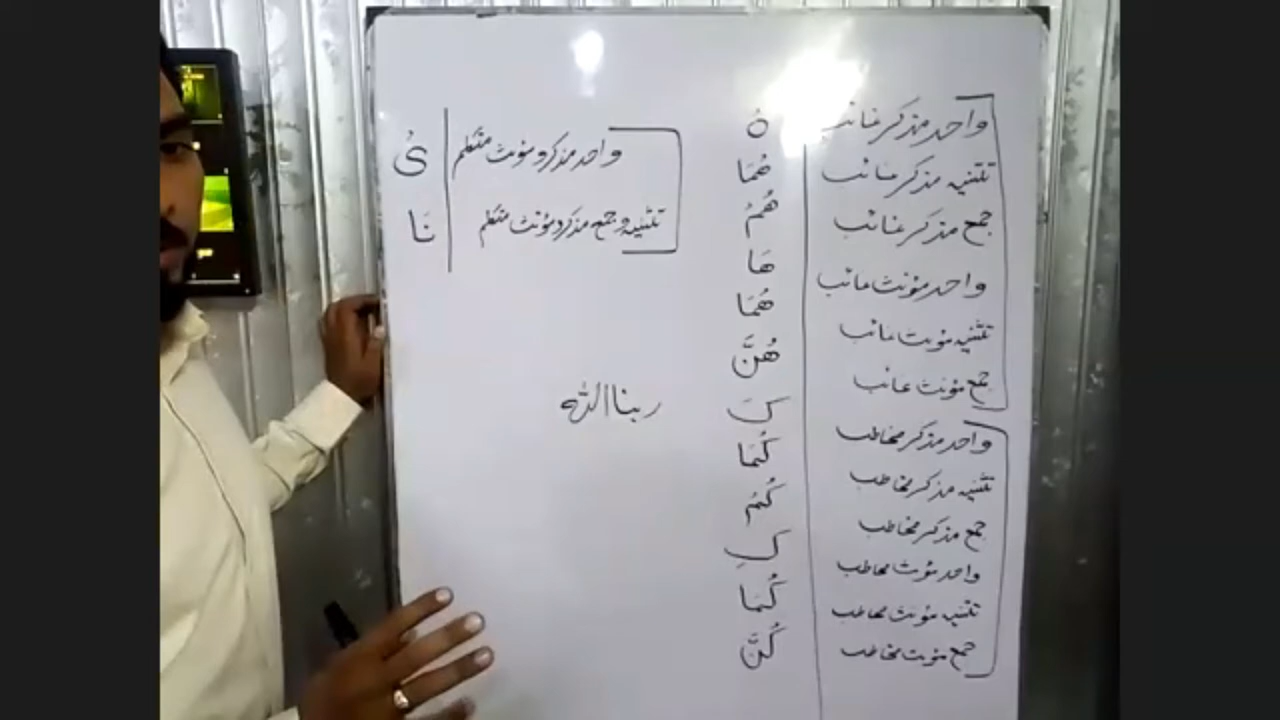 واحد مذکر غائب ہُ
تثنیہ مذکر غائب ھُمَا
جمع مذکر غائب ھُمْ
واحد مؤنث غائب ھَا
تثنیہ مؤنث غائب ھُمَا
جمع مؤنث غائب ھُنَّ
واحد مذکر مخاطب کَ
تثنیہ مذکر مخاطب کُمَا
جمع مذکر مخاطب کُمْ
واحد مؤنث مخاطب کِ
تثنیہ مؤنث مخاطب کُمَا
جمع مؤنث مخاطب کُنَّ
واحد مذکر و مؤنث متکلم یْ
تثنیہ و جمع مذکر و مؤنث متکلم نَا
ربنا اللہ